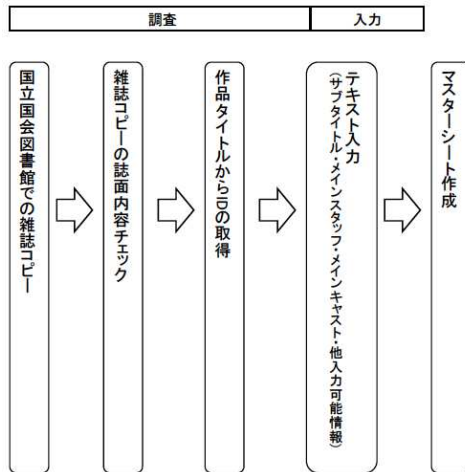 調査
入力
国立国会図書館での雑誌コピー
雑誌コピーの誌面内容チェック
作品タイトルからIDの取得
テキスト入力
(サブタイトル・メインスタッフ・メインキャスト・他入力可能情報)
マスターシート作成